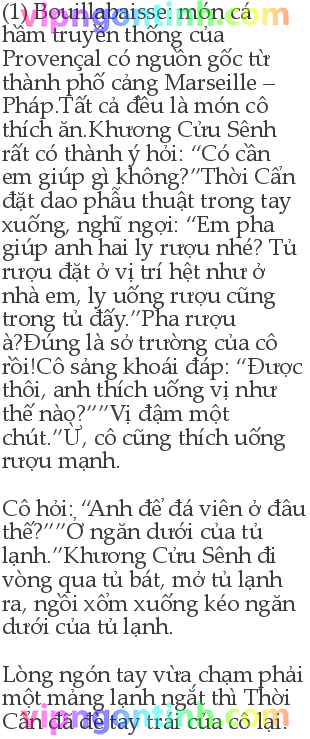 (1) Bouillabaisse: món cá
vipngontinh.com
hầm truyền thống của
Provençal có nguồn gốc từ
thành phố cảng Marseille –
Pháp.Tất cả đều là món cô
thích ăn.Khương Cửu Sênh
rất có thành ý hỏi: “Có cần
em giúp gì không?”Thời Cẩn
đặt dao phẫu thuật trong tay
xuống, nghĩ ngợi: “Em pha
giúp anh hai ly rượu nhé? Tủ
rượu đặt ở vị trí hệt như ở
nhà em, ly uống rượu cũng
trong tủ đấy.”Pha rượu
à?Đúng là sở trường của cô
rồi!Cô sảng khoái đáp: “Được
thôi, anh thích uống vị như
thế nào?””Vị đậm một
chút.”Ừ, cô cũng thích uống
rượu mạnh.
Cô hỏi: “Anh để đá viên ở đâu
thế?””Ở ngăn dưới của tủ
lạnh.”Khương Cửu Sênh đi
vòng qua tủ bát, mở tủ lạnh
ra, ngồi xổm xuống kéo ngăn
dưới của tủ lạnh.
Lòng ngón tay vừa chạm phải
một mảng lạnh ngắt thì Thời
Cẩn đã đè tay trái của cô lại.
vipngontinh.com